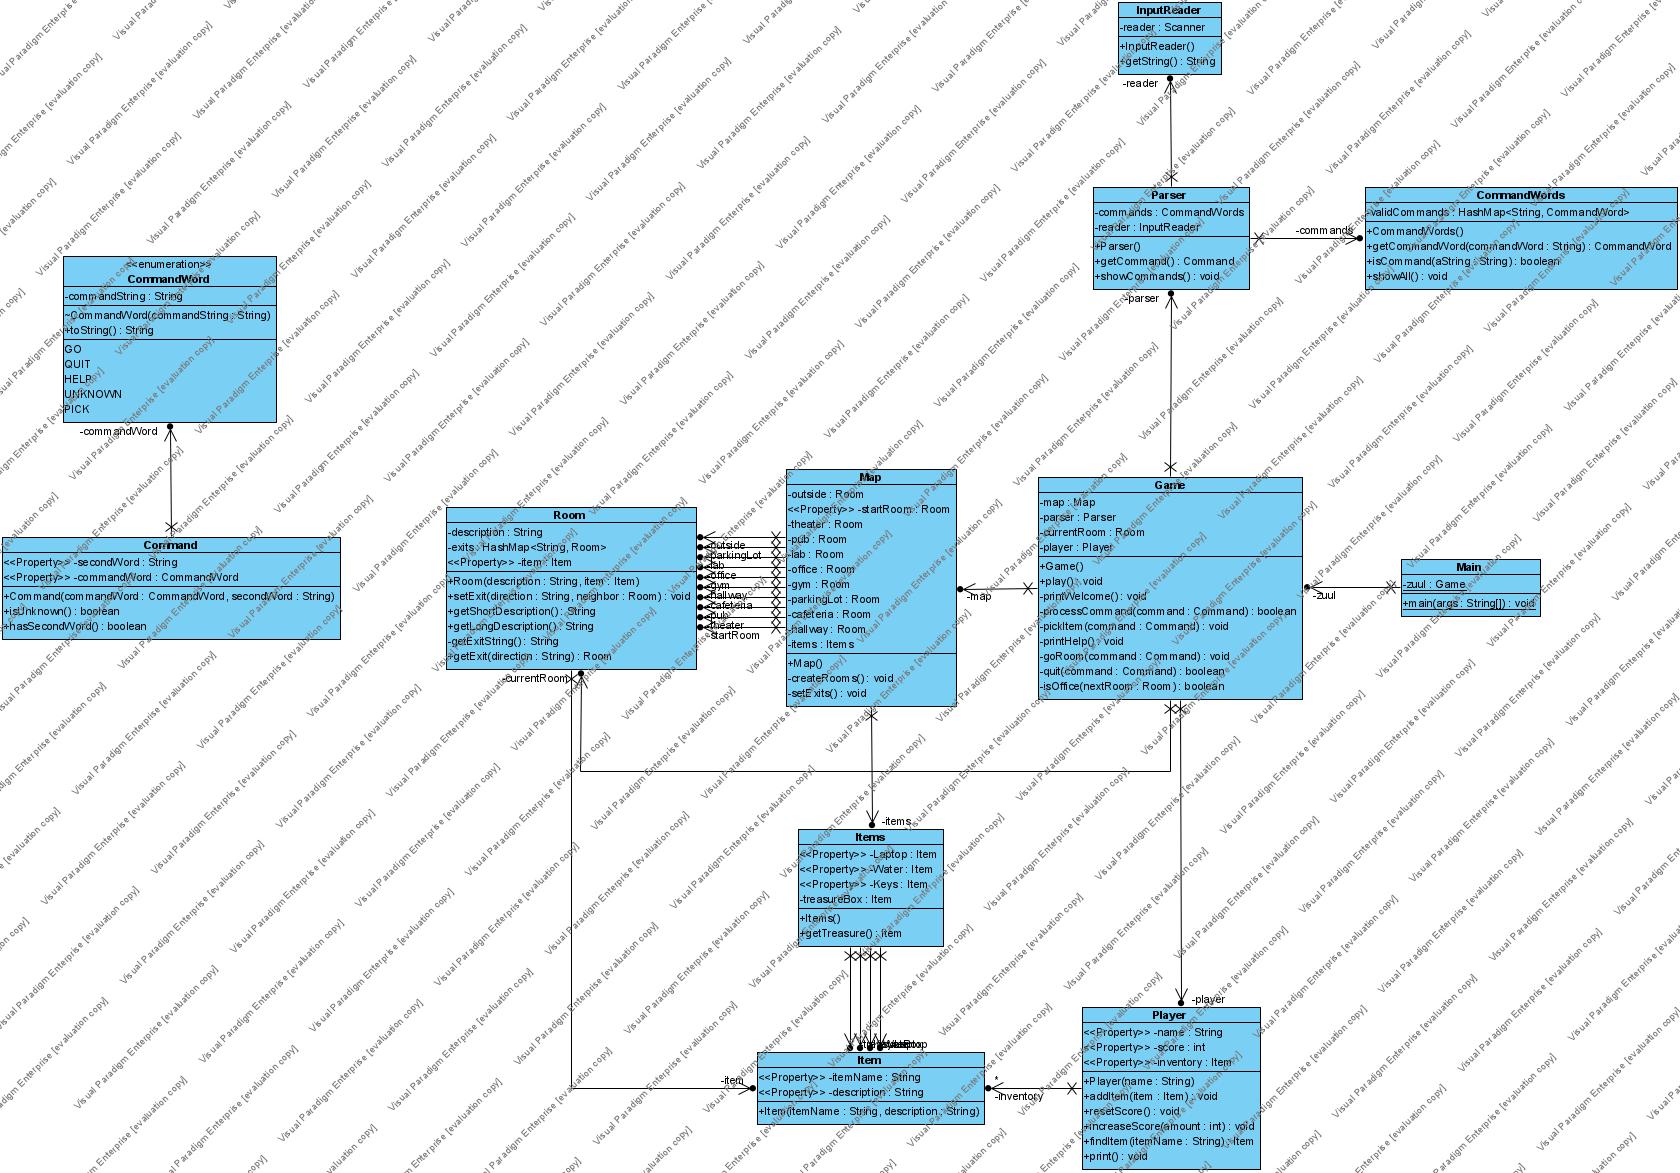 InputReader
-reader : Scanner
+InputReader()
+getString() : String
-reader
Parser
-commands : CommandWords
-reader : InputReader
+Parser()
+getCommand() : Command
+showCommands() : void
-parser
-commands
CommandWords
-validCommands : HashMap<String, CommandWord>
+CommandWords()
+getCommandWord(commandWord : String) : CommandWord
+isCommand(aString : String) : boolean
+showAll() : void
<<enumeration>>
CommandWord
-commandString : String
~CommandWord(commandString : String)
+toString() : String
GO
QUIT
HELP
UNKNOWN
PICK
-commandWord
Command
<<Property>> -secondWord : String
<<Property>> -commandWord : CommandWord
+Command(commandWord : CommandWord, secondWord : String)
+isUnknown() : boolean
+hasSecondWord() : boolean
Room
-description : String
-exits : HashMap<String, Room>
<<Property>> -item : Item
+Room(description : String, item : Item)
+setExit(direction : String, neighbor : Room) : void
+getShortDescription() : String
+getLongDescription() : String
-getExitString() : String
+getExit(direction : String) : Room
-outside
-parkingLot
-lab
-office
-gym
-hallway
-cafeteria
-pub
-theater
-startRoom
-currentRoom
Map
-outside : Room
<<Property>> -startRoom : Room
-theater : Room
-pub : Room
-lab : Room
-office : Room
-gym : Room
-parkingLot : Room
-cafeteria : Room
-hallway : Room
-items : Items
+Map()
-createRooms() : void
-setExits() : void
-map
Game
-map : Map
-parser : Parser
-currentRoom : Room
-player : Player
+Game()
+play() : void
-printWelcome() : void
-processCommand(command : Command) : boolean
-pickItem(command : Command) : void
-printHelp() : void
-goRoom(command : Command) : void
-quit(command : Command) : boolean
-isOffice(nextRoom : Room) : boolean
-zuul
Main
-zuul : Game
+main(args : String[]) : void
-items
Items
<<Property>> -Laptop : Item
<<Property>> -Water : Item
<<Property>> -Keys : Item
-treasureBox : Item
+Items()
+getTreasure() : Item
-item
Item
<<Property>> -itemName : String
<<Property>> -description : String
+Item(itemName : String, description : String)
*
-inventory
-player
Player
<<Property>> -name : String
<<Property>> -score : int
<<Property>> -inventory : Item
+Player(name : String)
+addItem(item : Item) : void
+resetScore() : void
+increaseScore(amount : int) : void
+findItem(itemName : String) : Item
+print() : void
Visual Paradigm Enterprise [evaluation copy]